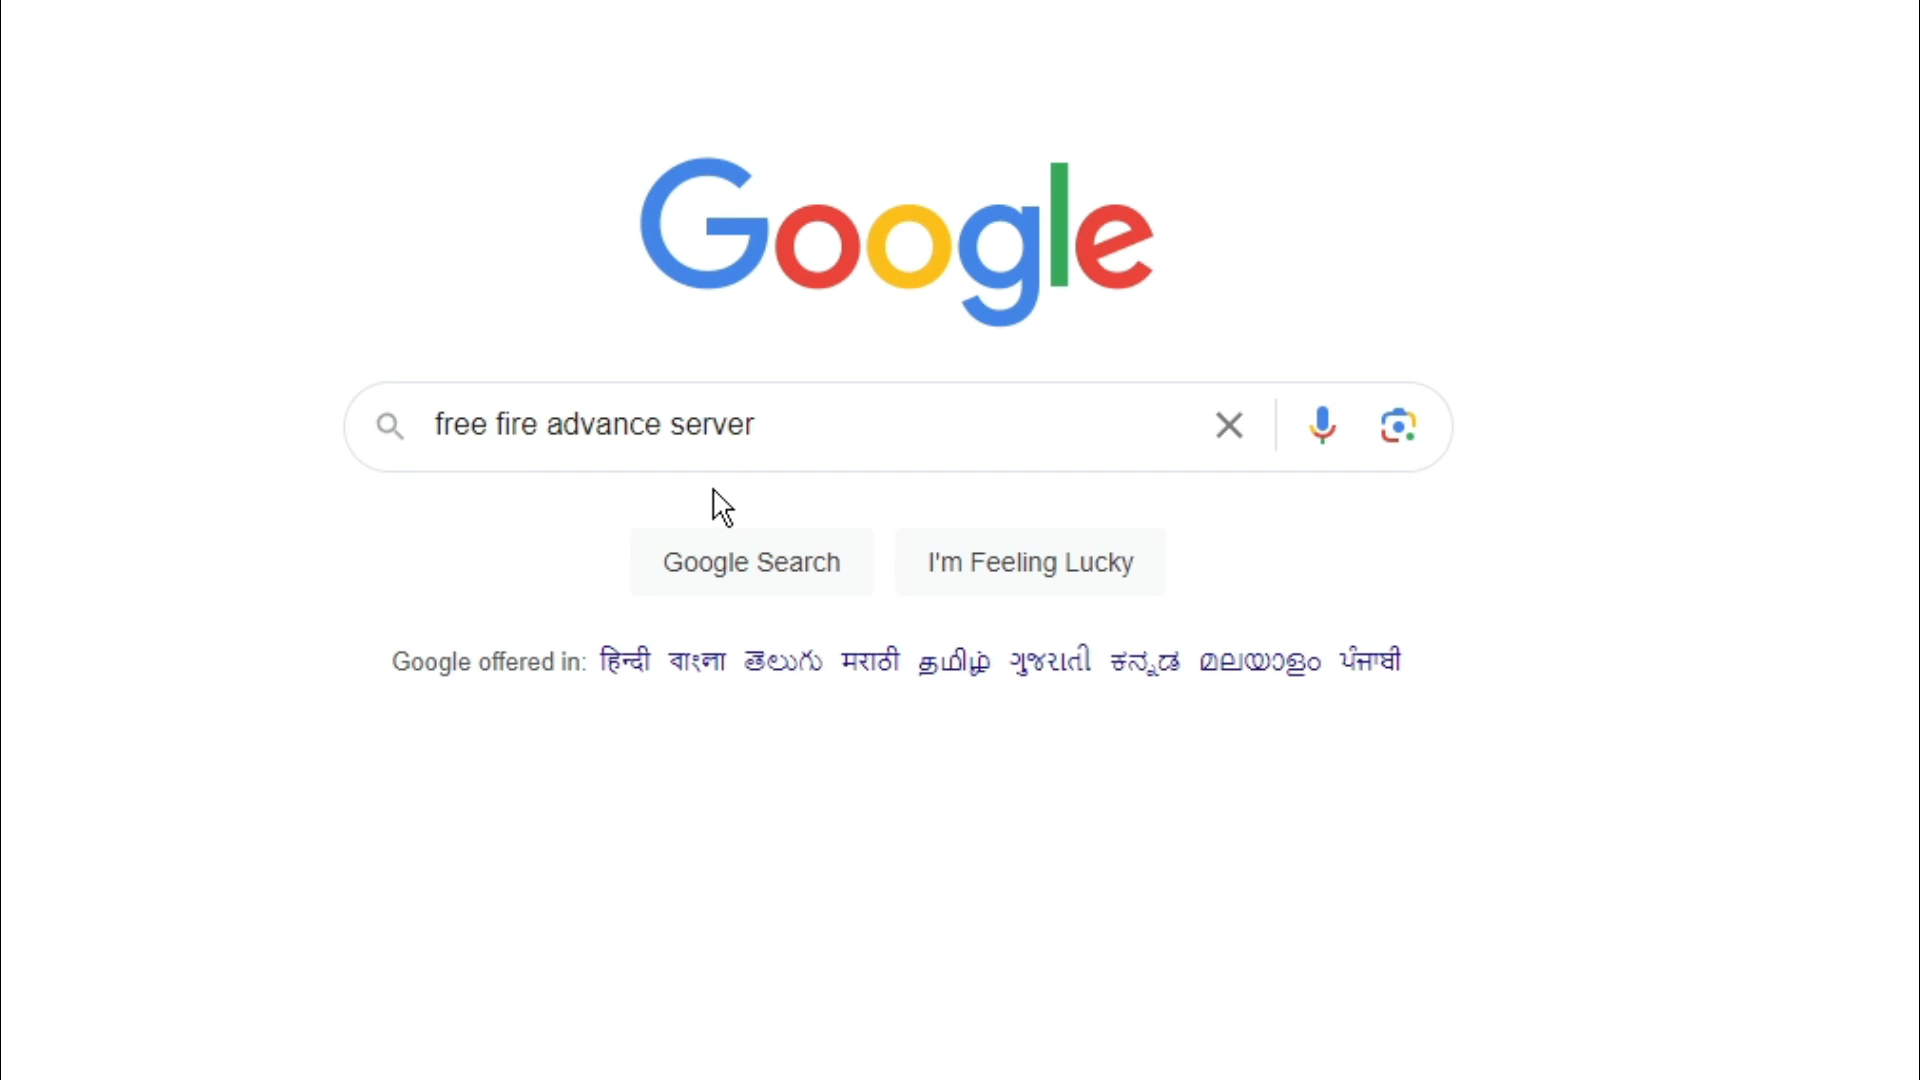 Google
free fire advance server
Google Search I'm Feeling Lucky
Google offered in: हिन्दी বাংলা తెలుగు मराठी தமிழ் ગુજરાતી ಕನ್ನಡ മലയാളം ਪੰਜਾਬੀ